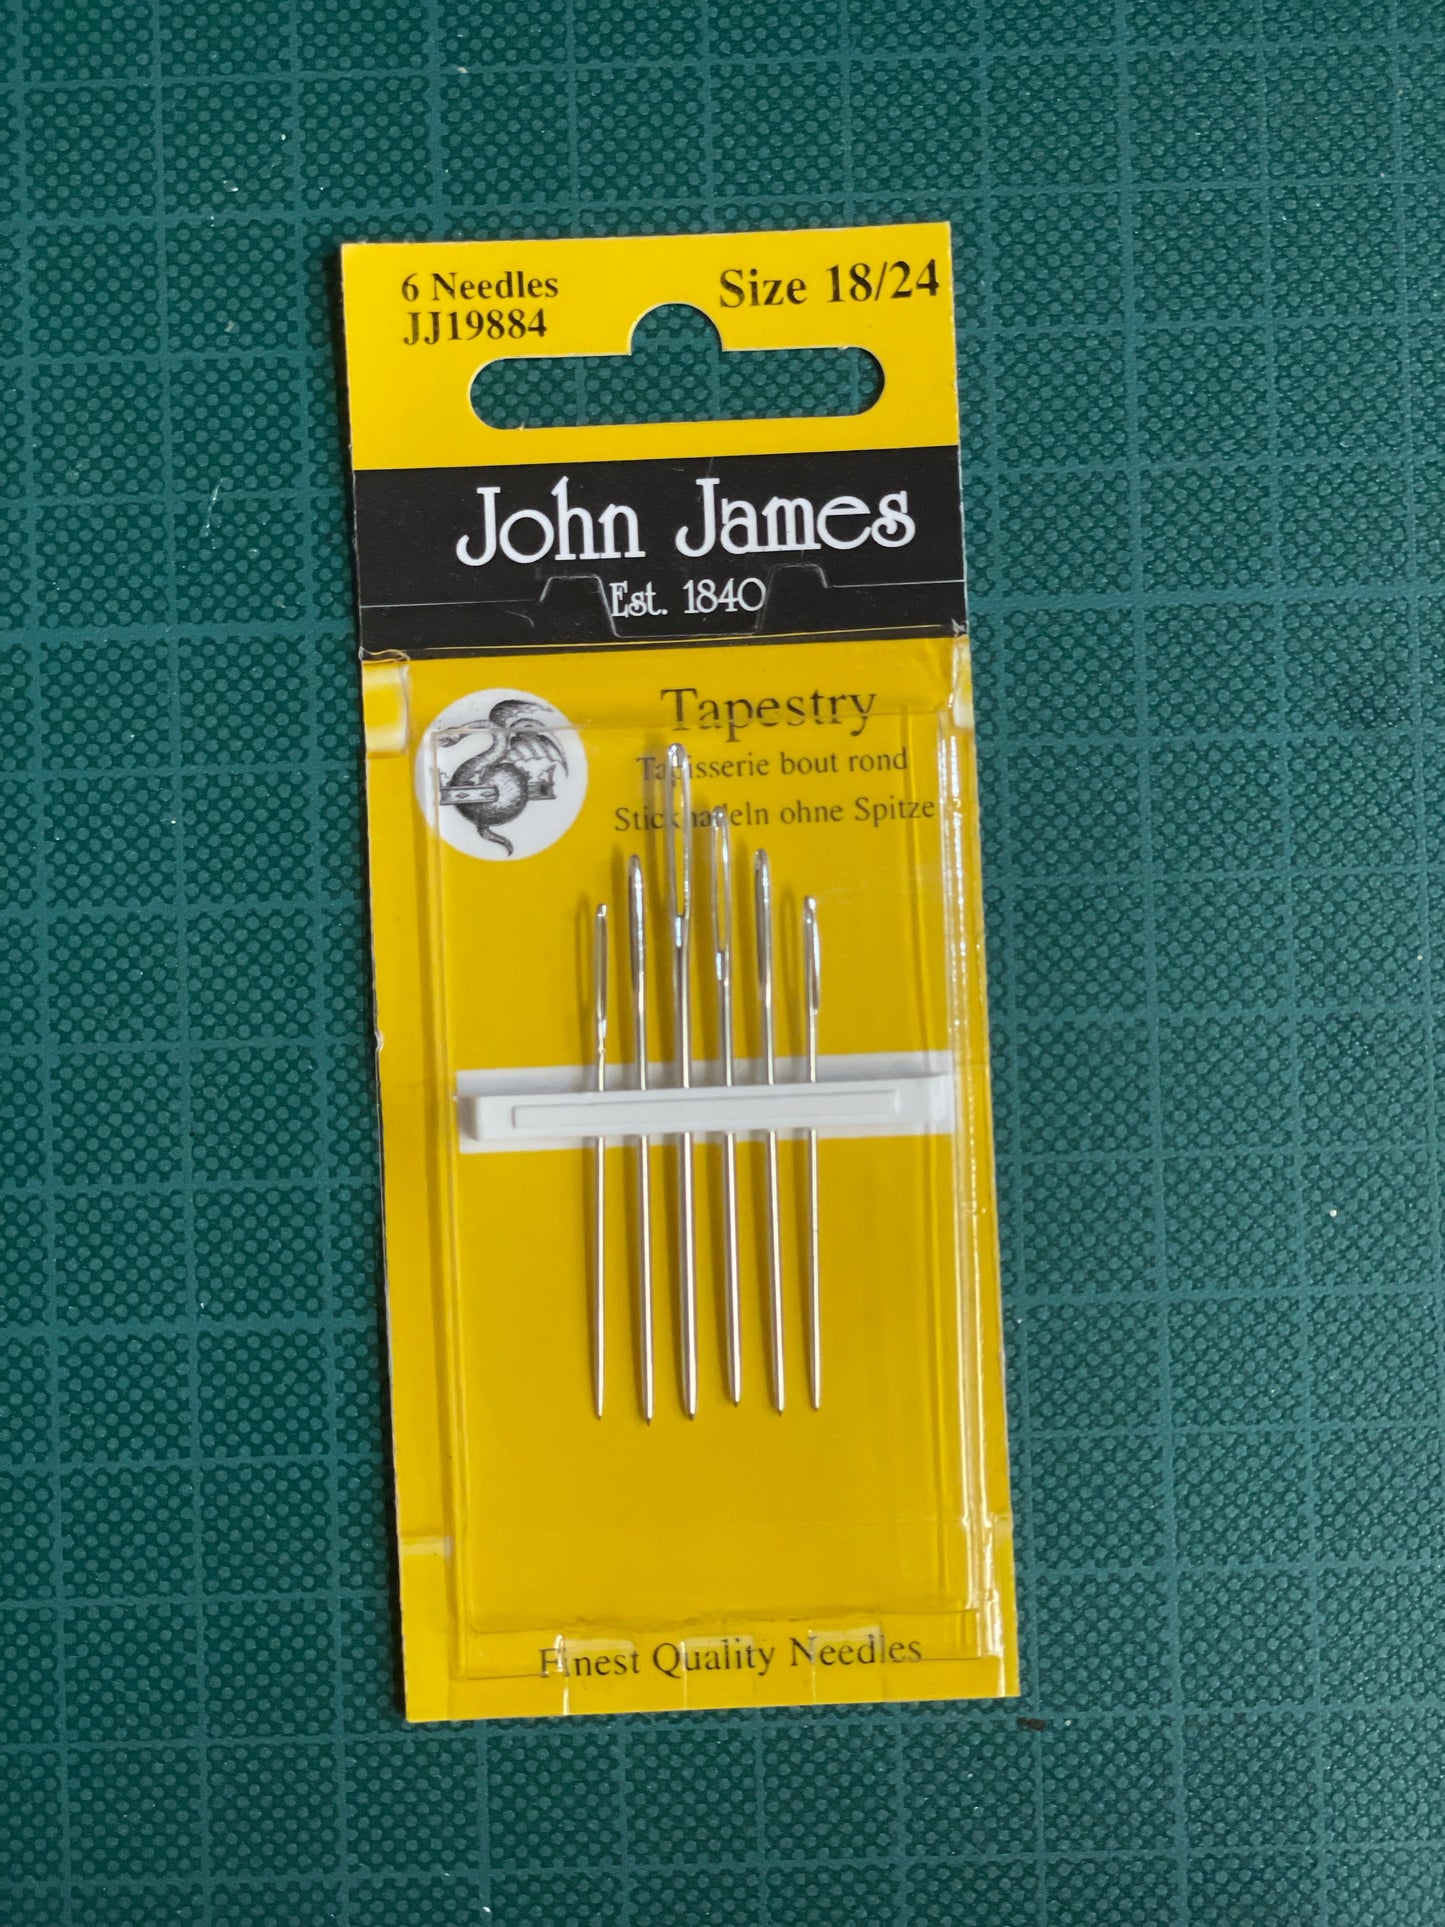 6 Needles
Size 18/24
JJ19884
John James
Est. 1840
Tapestry
Tapisserie bout rond
Sticknadeln ohne Spitze
Finest Quality Needles